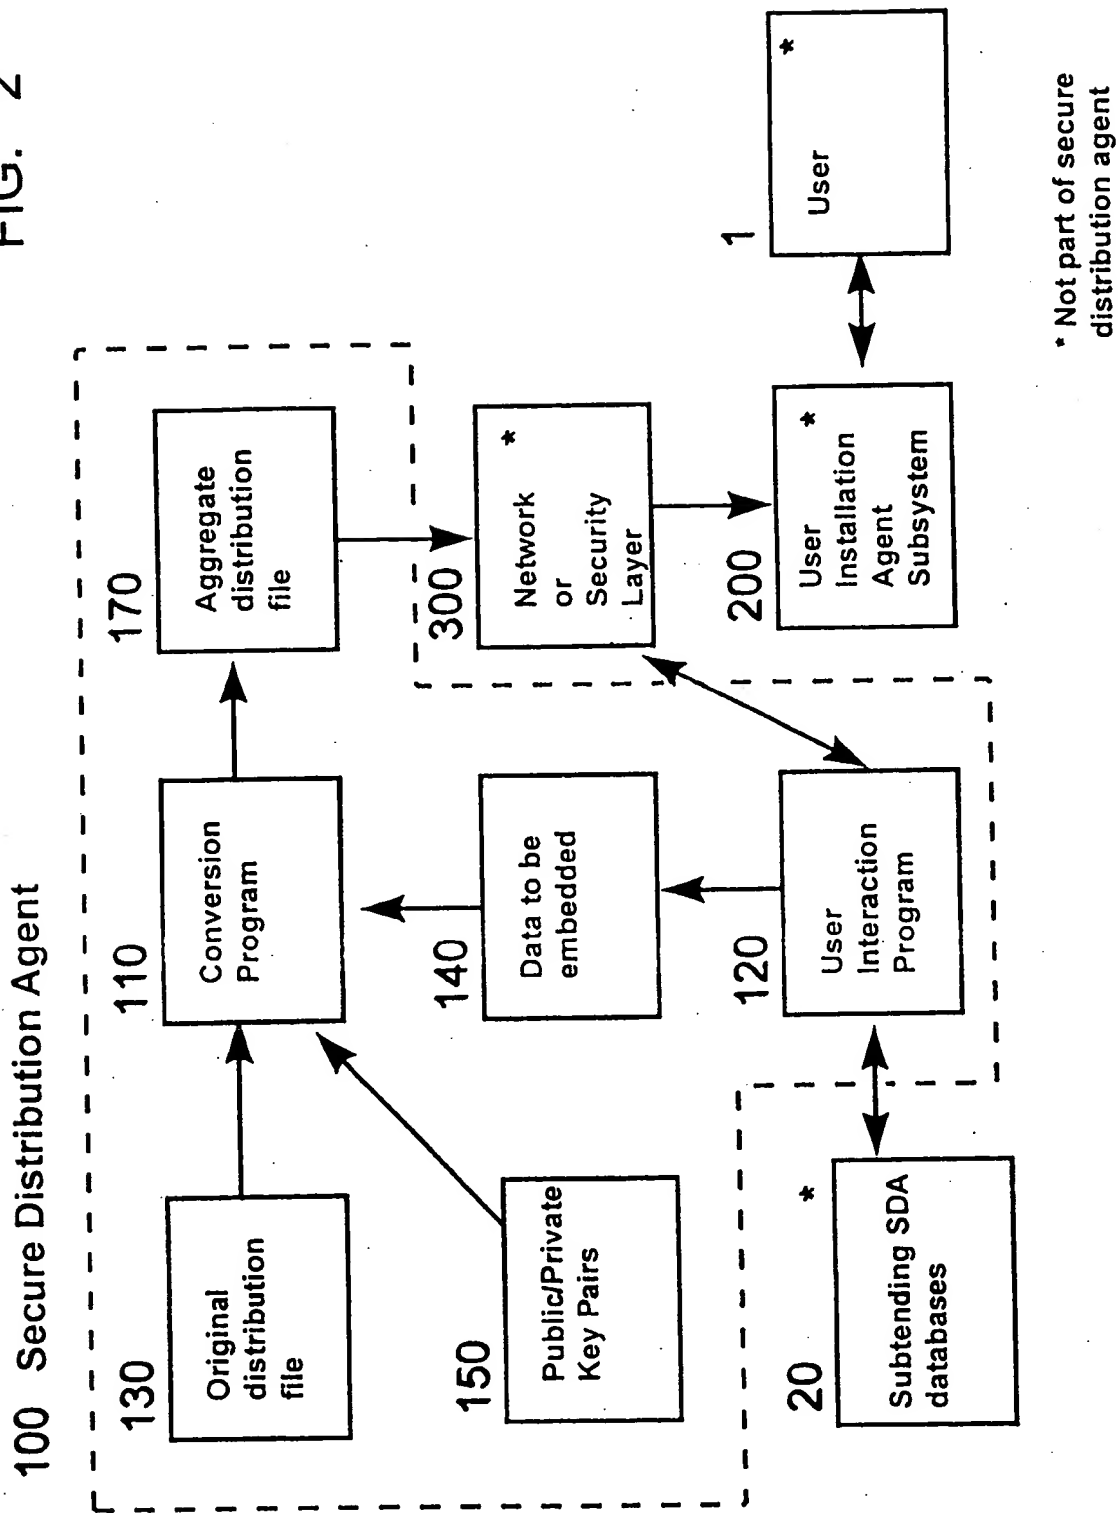 FIG. 2
100 Secure Distribution Agent
130
Original
distribution
file
110
Conversion
Program
170
Aggregate
distribution
file
150
Public/Private
Key Pairs
140
Data to be
embedded
300
Network *
or
Security
Layer
20 *
Subtending SDA
databases
120
User
Interaction
Program
200
User *
Installation
Agent
Subsystem
1
User *
* Not part of secure
distribution agent